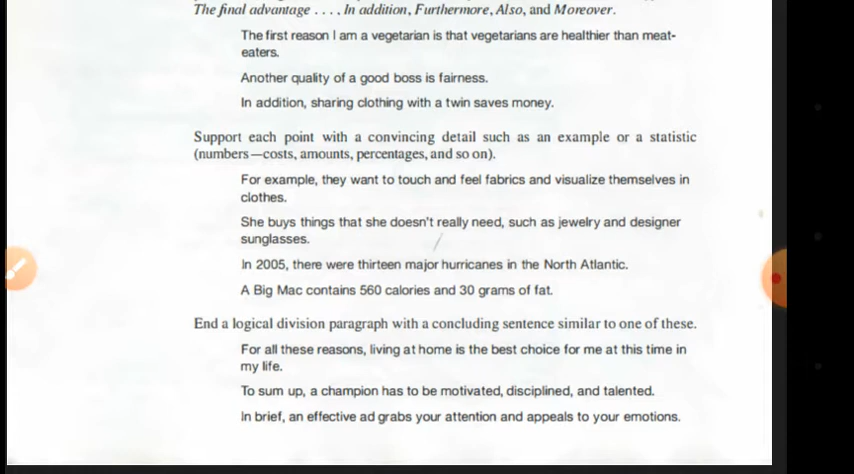 The final advantage . . . , In addition, Furthermore, Also, and Moreover.
The first reason I am a vegetarian is that vegetarians are healthier than meat-
eaters.
Another quality of a good boss is fairness.
In addition, sharing clothing with a twin saves money.
Support each point with a convincing detail such as an example or a statistic
(numbers—costs, amounts, percentages, and so on).
For example, they want to touch and feel fabrics and visualize themselves in
clothes.
She buys things that she doesn't really need, such as jewelry and designer
sunglasses.
In 2005, there were thirteen major hurricanes in the North Atlantic.
A Big Mac contains 560 calories and 30 grams of fat.
End a logical division paragraph with a concluding sentence similar to one of these.
For all these reasons, living at home is the best choice for me at this time in
my life.
To sum up, a champion has to be motivated, disciplined, and talented.
In brief, an effective ad grabs your attention and appeals to your emotions.